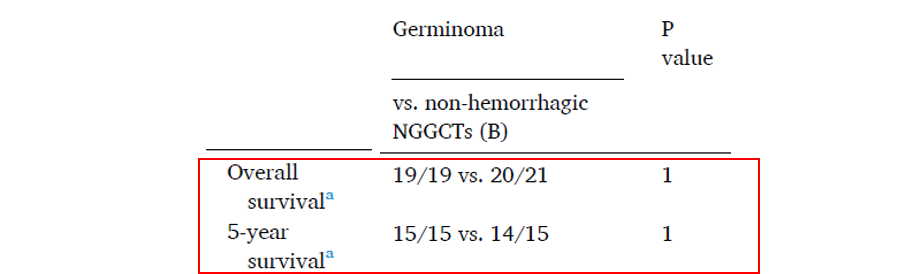 Germinoma P
value
vs. non-hemorrhagic
NGGCTs (B)
Overall 19/19 vs. 20/21 1
survivalᵃ
5-year 15/15 vs. 14/15 1
survivalᵃ